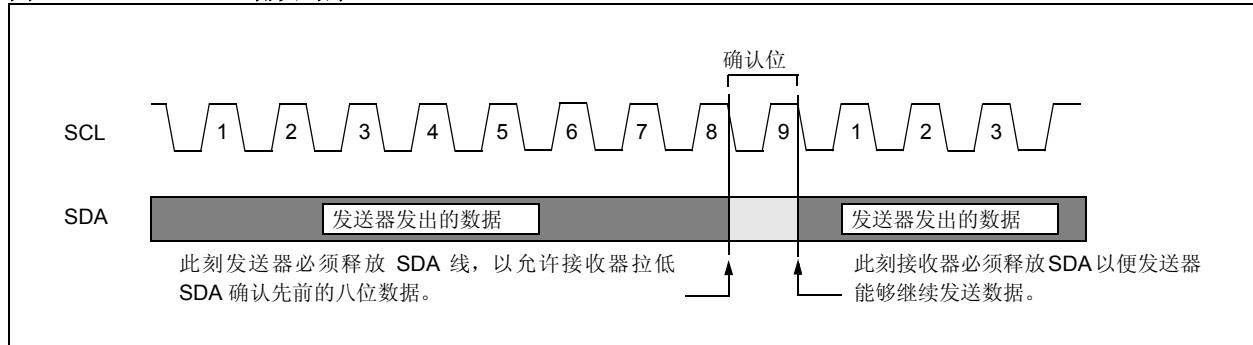 确认位
SCL 1 2 3 4 5 6 7 8 9 1 2 3
SDA 发送器发出的数据 发送器发出的数据
此刻发送器必须释放 SDA 线，以允许接收器拉低
SDA 确认先前的八位数据。
此刻接收器必须释放SDA以便发送器
能够继续发送数据。